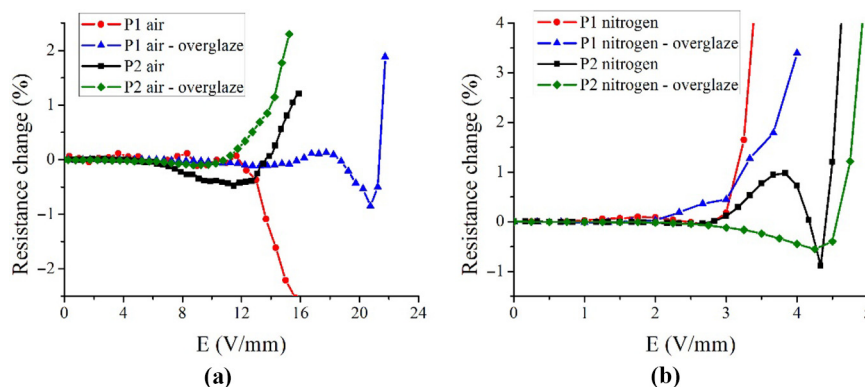 P1 air
P1 air - overglaze
P2 air
P2 air - overglaze
Resistance change (%)
2
1
0
−1
−2
0 4 8 12 16 20 24
E (V/mm)
(a)
P1 nitrogen
P1 nitrogen - overglaze
P2 nitrogen
P2 nitrogen - overglaze
Resistance change (%)
4
3
2
1
0
−1
0 1 2 3 4 5
E (V/mm)
(b)